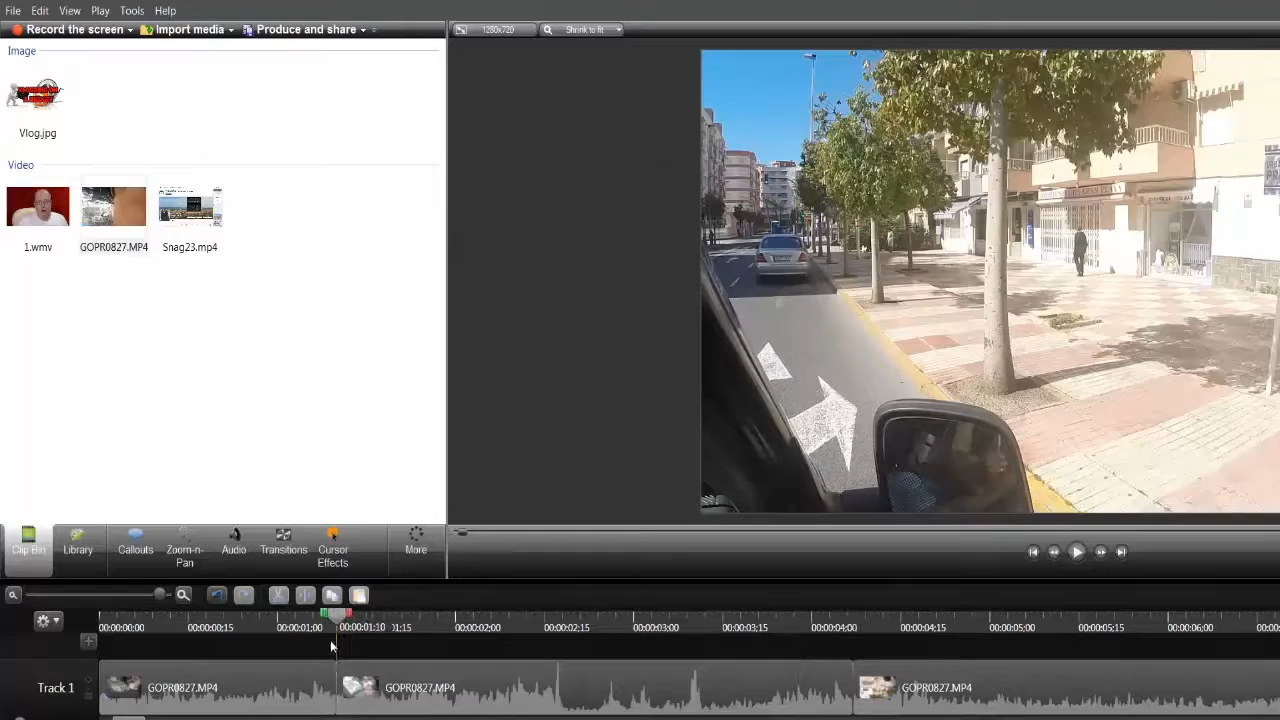 File Edit View Play Tools Help
Record the screen Import media Produce and share
1280x720 Shrink to fit
Image
Vlog.jpg
Video
1.wmv GOPR0827.MP4 Snag23.mp4
Clip Bin Library Callouts Zoom-n-Pan Audio Transitions Cursor Effects More
00:00:00;00 00:00:00;15 00:00:01;00 00:00:01;10 01;15 00:00:02;00 00:00:02;15 00:00:03;00 00:00:03;15 00:00:04;00 00:00:04;15 00:00:05;00 00:00:05;15 00:00:06;00
Track 1 GOPR0827.MP4 GOPR0827.MP4 GOPR0827.MP4